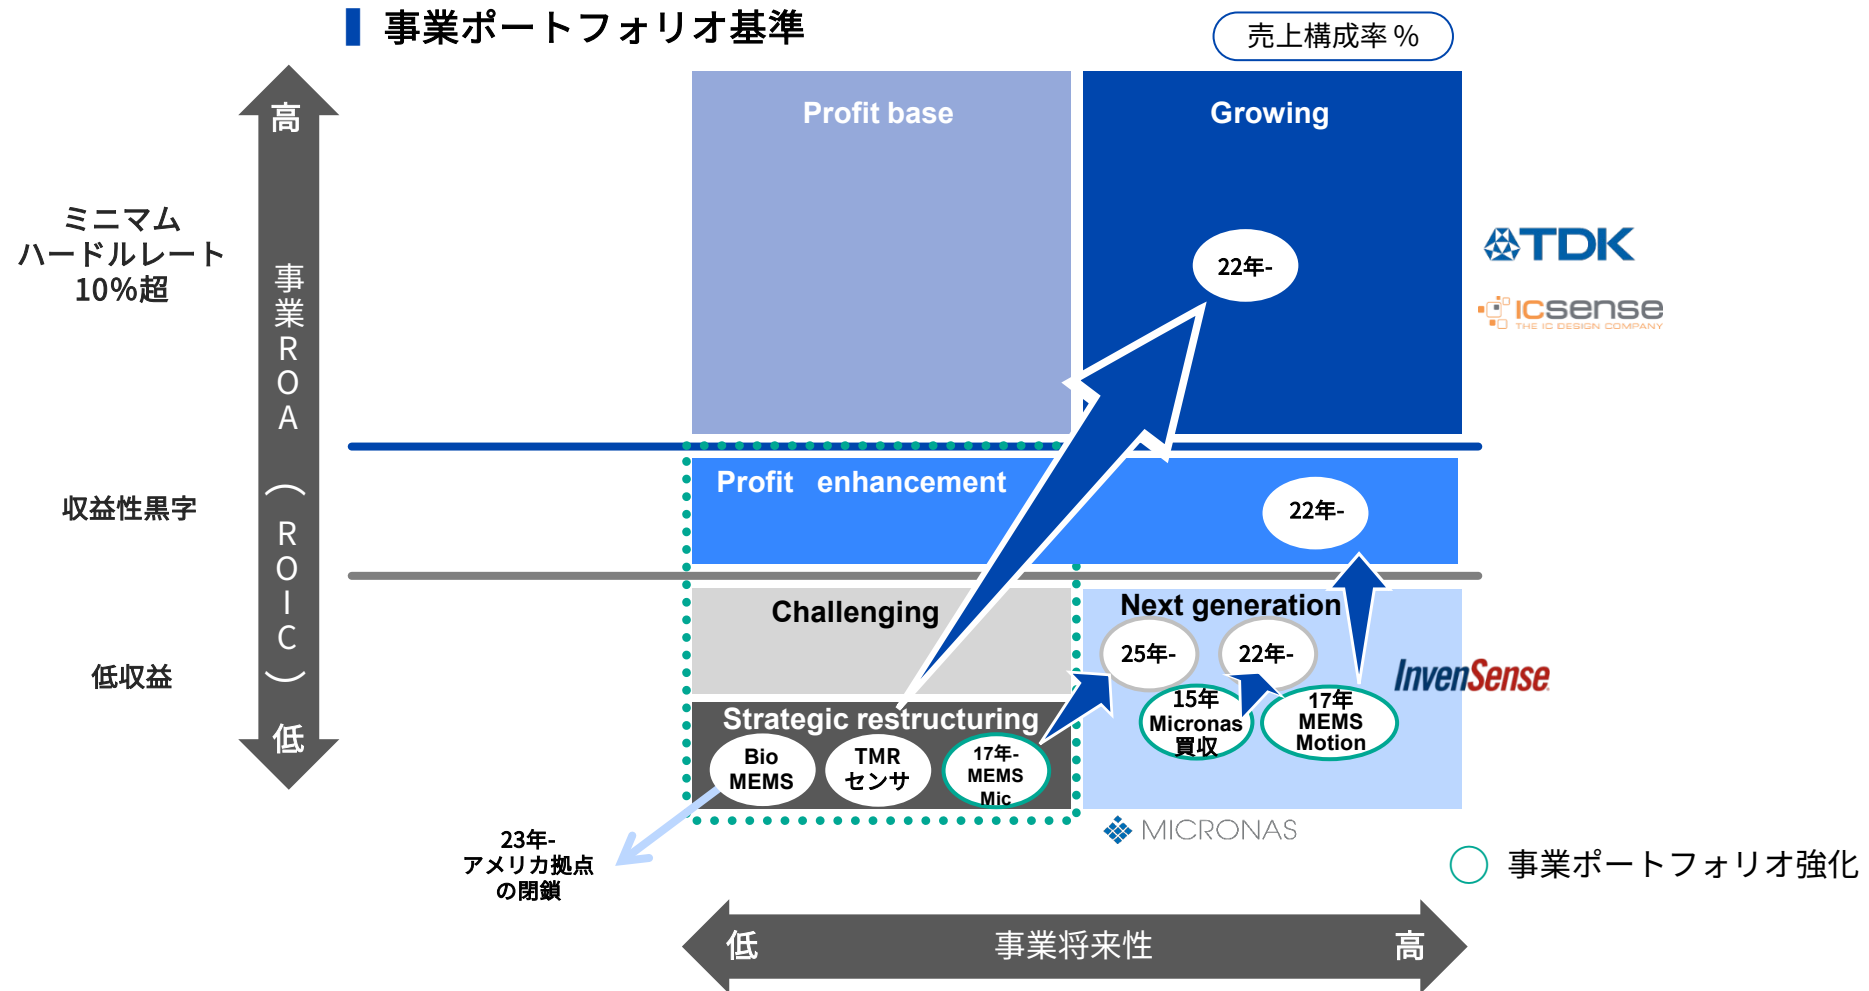 事業ポートフォリオ基準
売上構成率 %
高
事業ROA（ROIC）
低
ミニマム
ハードルレート
10%超
収益性黒字
低収益
Profit base
Growing
22年-
TDK
ICsense
THE IC DESIGN COMPANY
Profit enhancement
22年-
Challenging
Next generation
25年-
22年-
15年
Micronas
買収
17年
MEMS
Motion
InvenSense
Strategic restructuring
Bio
MEMS
TMR
センサ
17年-
MEMS
Mic
MICRONAS
23年-
アメリカ拠点
の閉鎖
事業ポートフォリオ強化
低
事業将来性
高